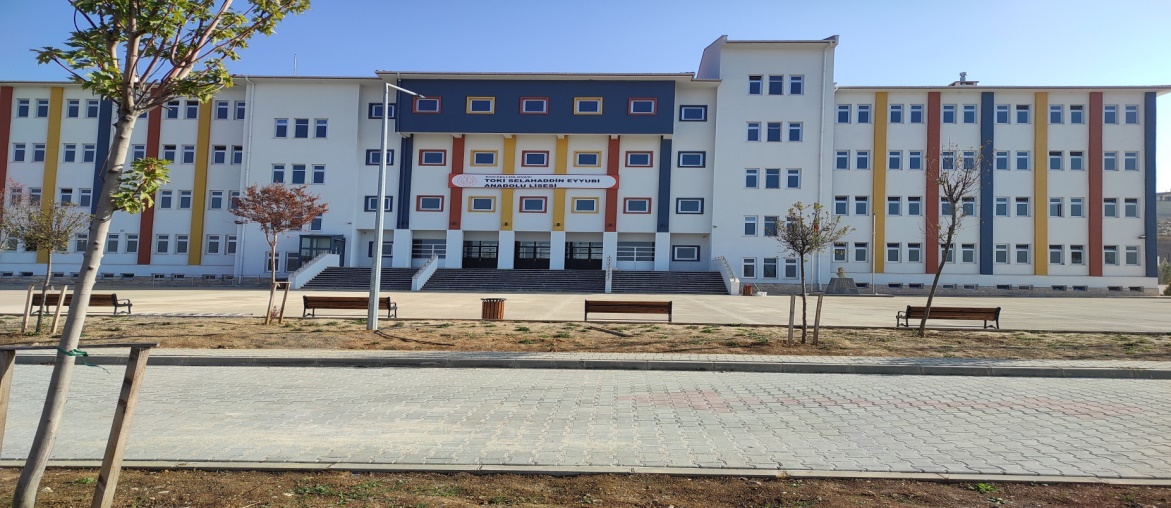 TOKİ SELAHADDİN EYYUBİ
ANADOLU LİSESİ